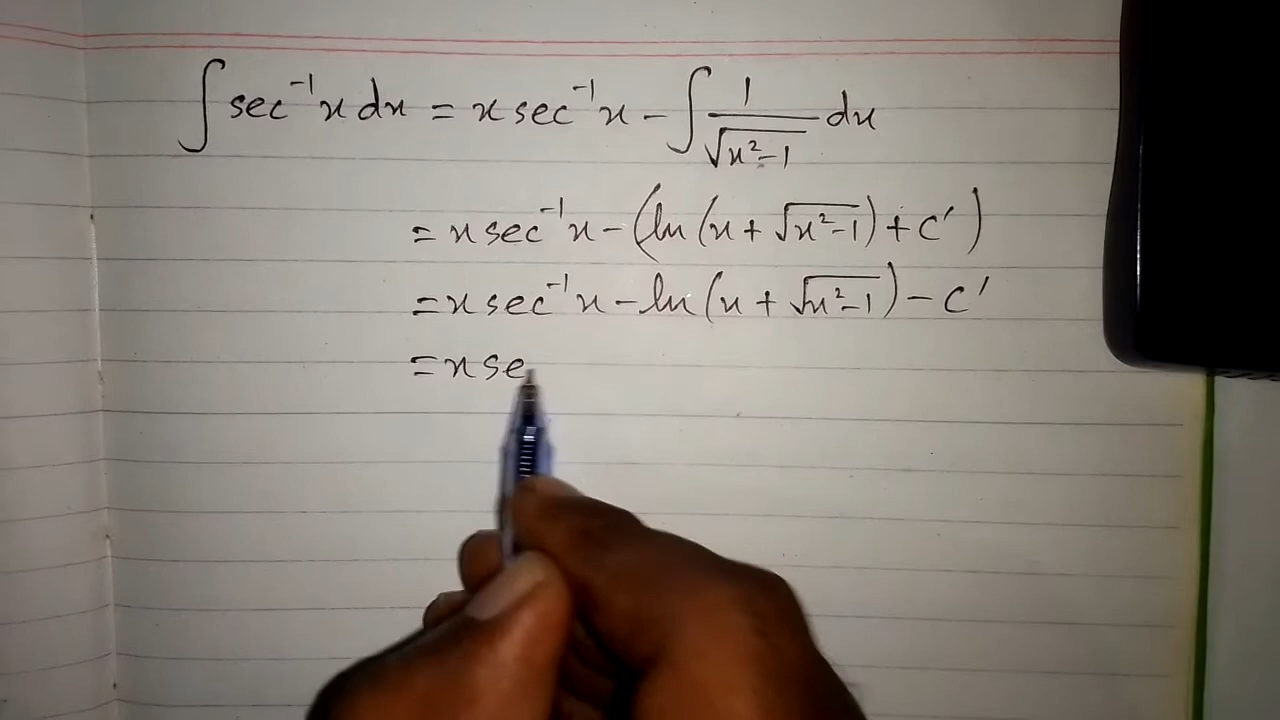 ∫ sec⁻¹x dx = x sec⁻¹x - ∫ 1/√(x²-1) dx
= x sec⁻¹x - (ln(x + √(x²-1)) + c')
= x sec⁻¹x - ln(x + √(x²-1)) - c'
= x se